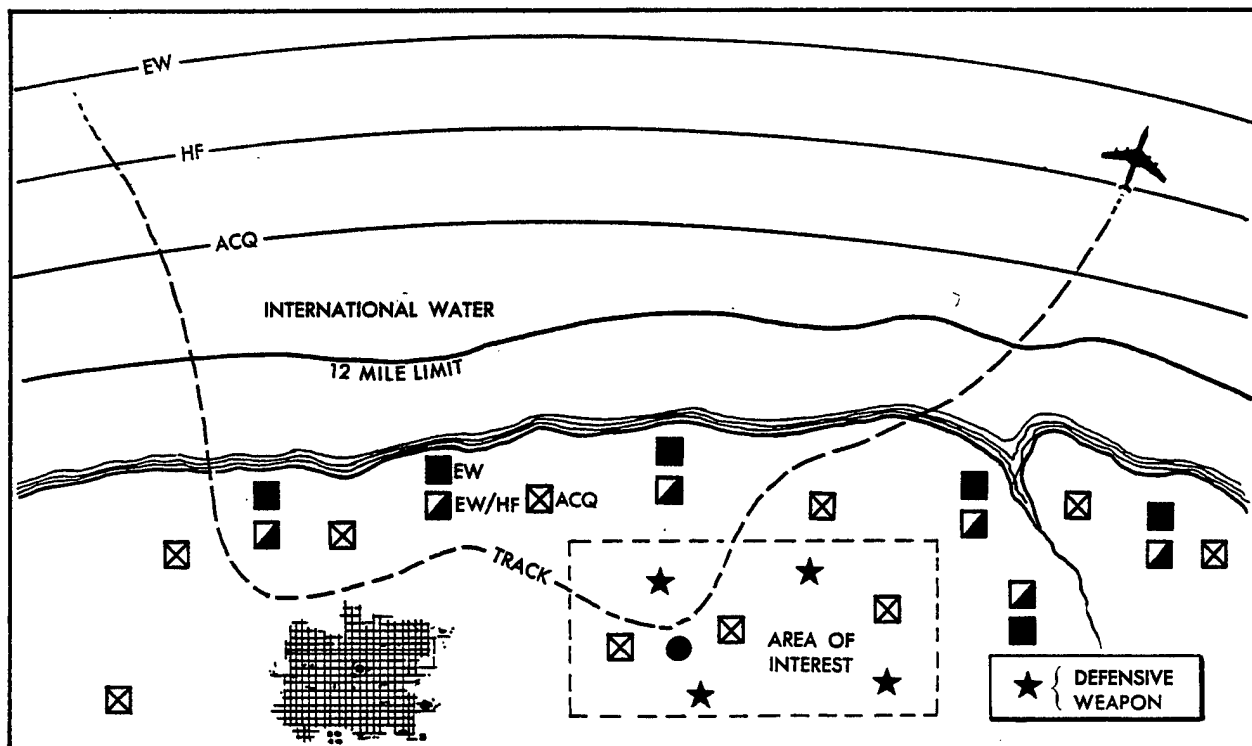 EW
HF
ACQ
INTERNATIONAL WATER
12 MILE LIMIT
EW
EW/HF
ACQ
TRACK
AREA OF
INTEREST
DEFENSIVE
WEAPON